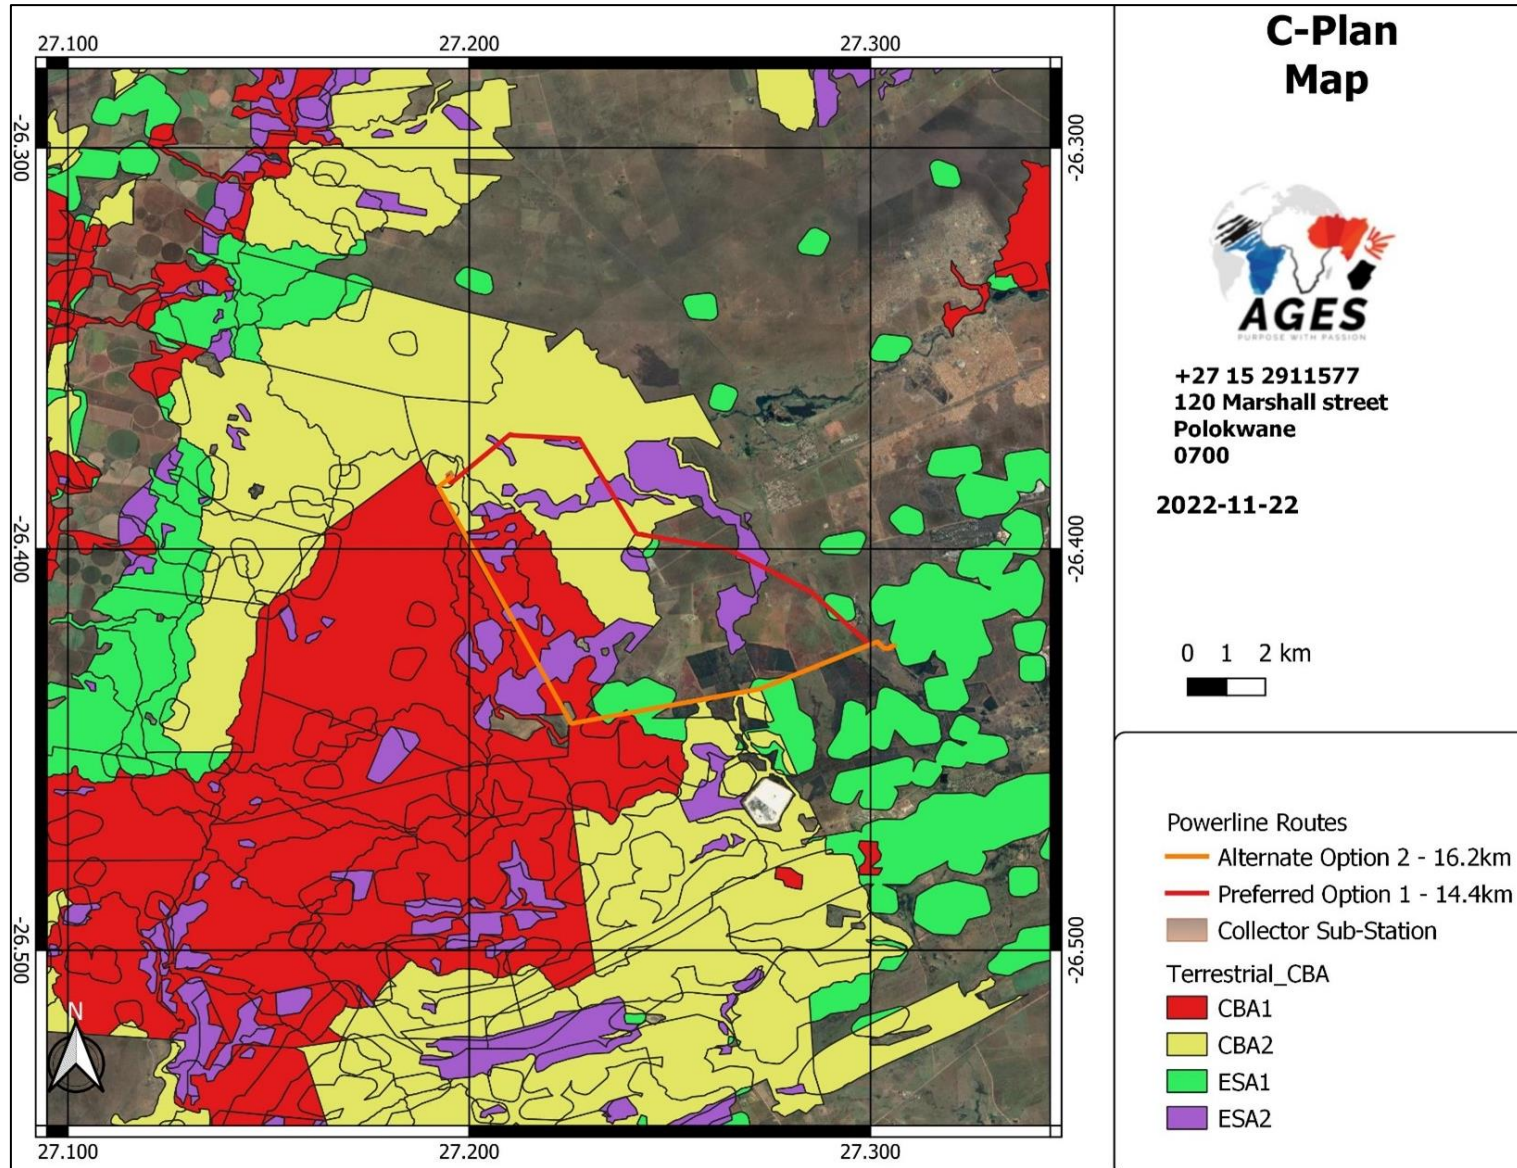 27.100 27.200 27.300
-26.300 -26.300
-26.400 -26.400
-26.500 -26.500
N
27.100 27.200 27.300
C-Plan
Map
AGES
PURPOSE WITH PASSION
+27 15 2911577
120 Marshall street
Polokwane
0700
2022-11-22
0 1 2 km
Powerline Routes
Alternate Option 2 - 16.2km
Preferred Option 1 - 14.4km
Collector Sub-Station
Terrestrial_CBA
CBA1
CBA2
ESA1
ESA2